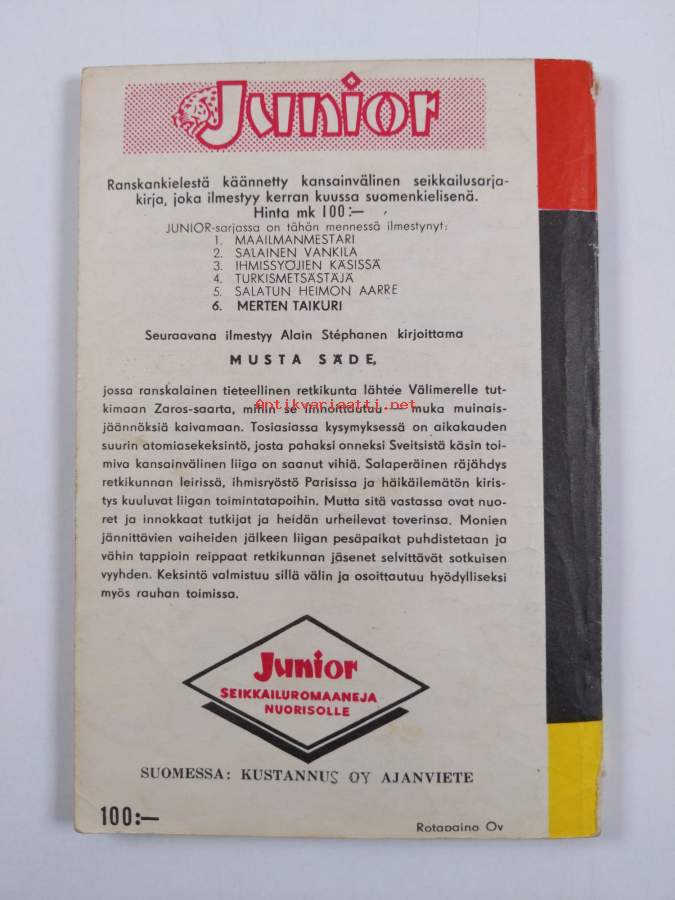 Junior
Ranskankielestä käännetty kansainvälinen seikkailusarja-
kirja, joka ilmestyy kerran kuussa suomenkielisenä.
Hinta mk 100:—
JUNIOR-sarjassa on tähän mennessä ilmestynyt:
1. MAAILMANMESTARI
2. SALAINEN VANKILA
3. IHMISSYÖJIEN KÄSISSÄ
4. TURKISMETSÄSTÄJÄ
5. SALATUN HEIMON AARRE
6. MERTEN TAIKURI
Seuraavana ilmestyy Alain Stéphanen kirjoittama
MUSTA SÄDE,
jossa ranskalainen tieteellinen retkikunta lähtee Välimerelle tut-
kimaan Zaros-saarta, mihin se linnoittautuu muka muinais-
Antikvariaatti.net
jäännöksiä kaivamaan. Tosiasiassa kysymyksessä on aikakauden
suurin atomiasekeksintö, josta pahaksi onneksi Sveitsistä käsin toi-
miva kansainvälinen liiga on saanut vihiä. Salaperäinen räjähdys
retkikunnan leirissä, ihmisryöstö Parisissa ja häikäilemätön kiris-
tys kuuluvat liigan toimintatapoihin. Mutta sitä vastassa ovat nuo-
ret ja innokkaat tutkijat ja heidän urheilevat toverinsa. Monien
jännittävien vaiheiden jälkeen liigan pesäpaikat puhdistetaan ja
vähin tappioin reippaat retkikunnan jäsenet selvittävät sotkuisen
vyyhden. Keksintö valmistuu sillä välin ja osoittautuu hyödylliseksi
myös rauhan toimissa.
Junior
SEIKKAILUROMAANEJA
NUORISOLLE
SUOMESSA: KUSTANNUS OY AJANVIETE
100:—
Rotapaino Oy